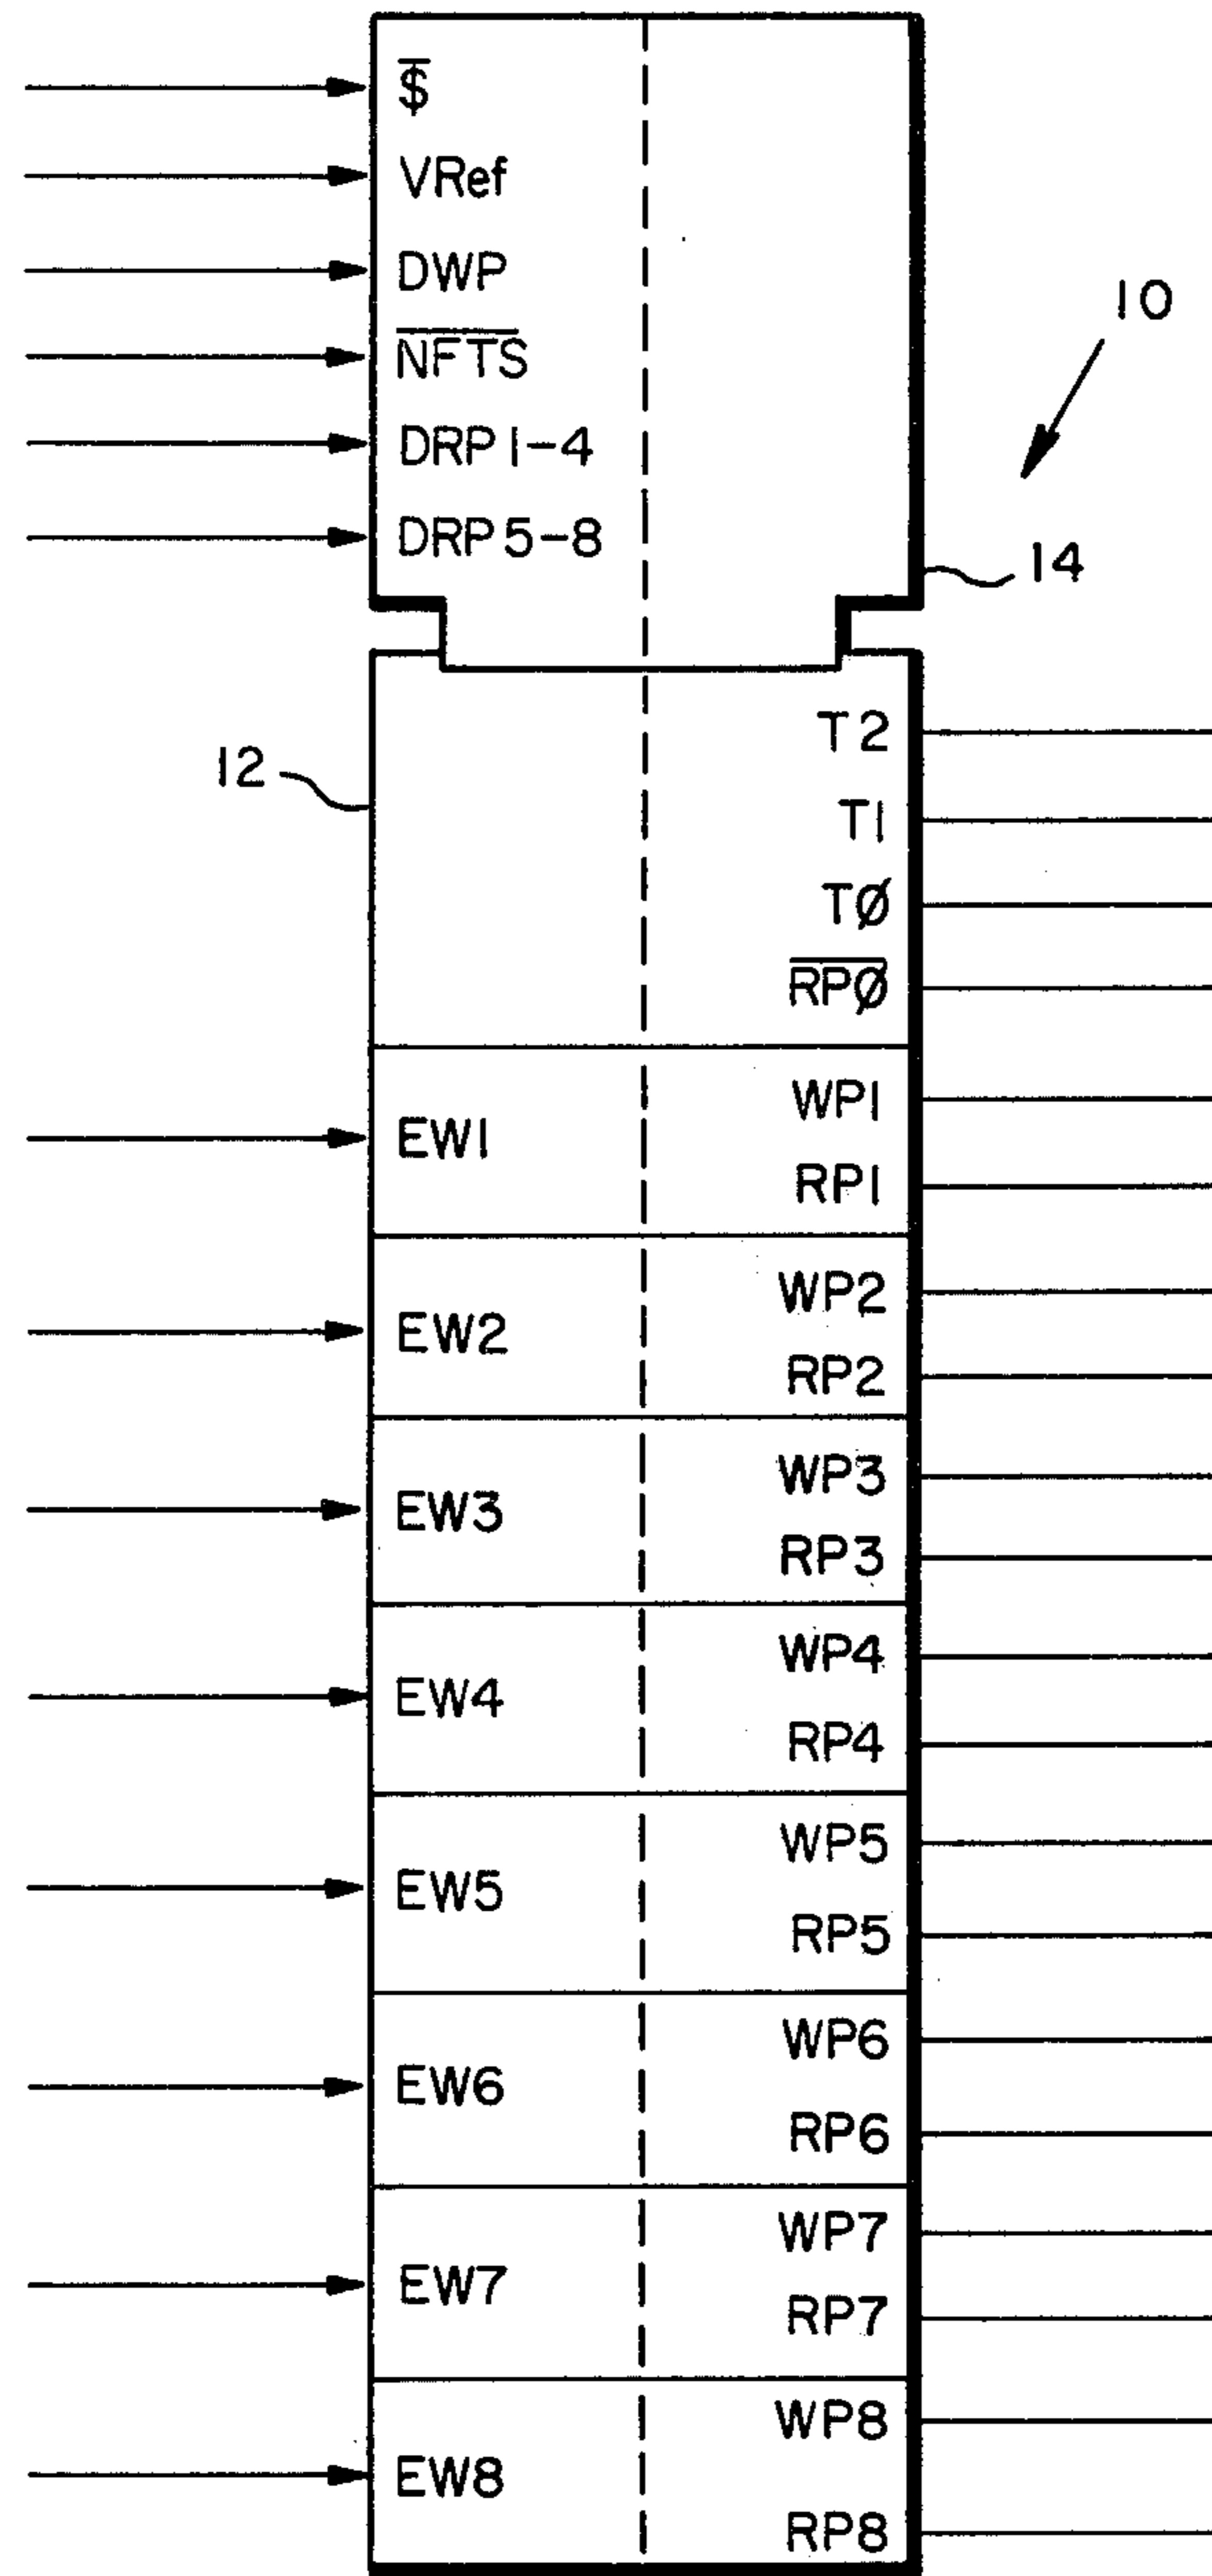 $̅
VRef
DWP
N̅F̅T̅S̅
10
DRP 1-4
DRP 5-8
14
T2
12
T1
TØ
R̅P̅Ø̅
WP1
EW1
RP1
WP2
EW2
RP2
WP3
EW3
RP3
WP4
EW4
RP4
WP5
EW5
RP5
WP6
EW6
RP6
WP7
EW7
RP7
WP8
EW8
RP8